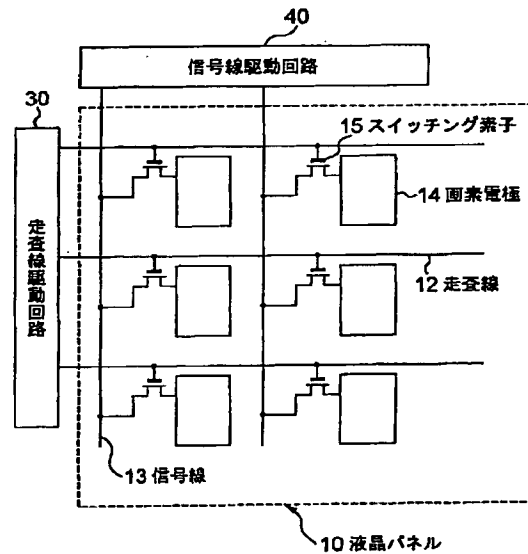 40
信号線駆動回路
30
走査線駆動回路
15 スイッチング素子
14 画素電極
12 走査線
13 信号線
10 液晶パネル